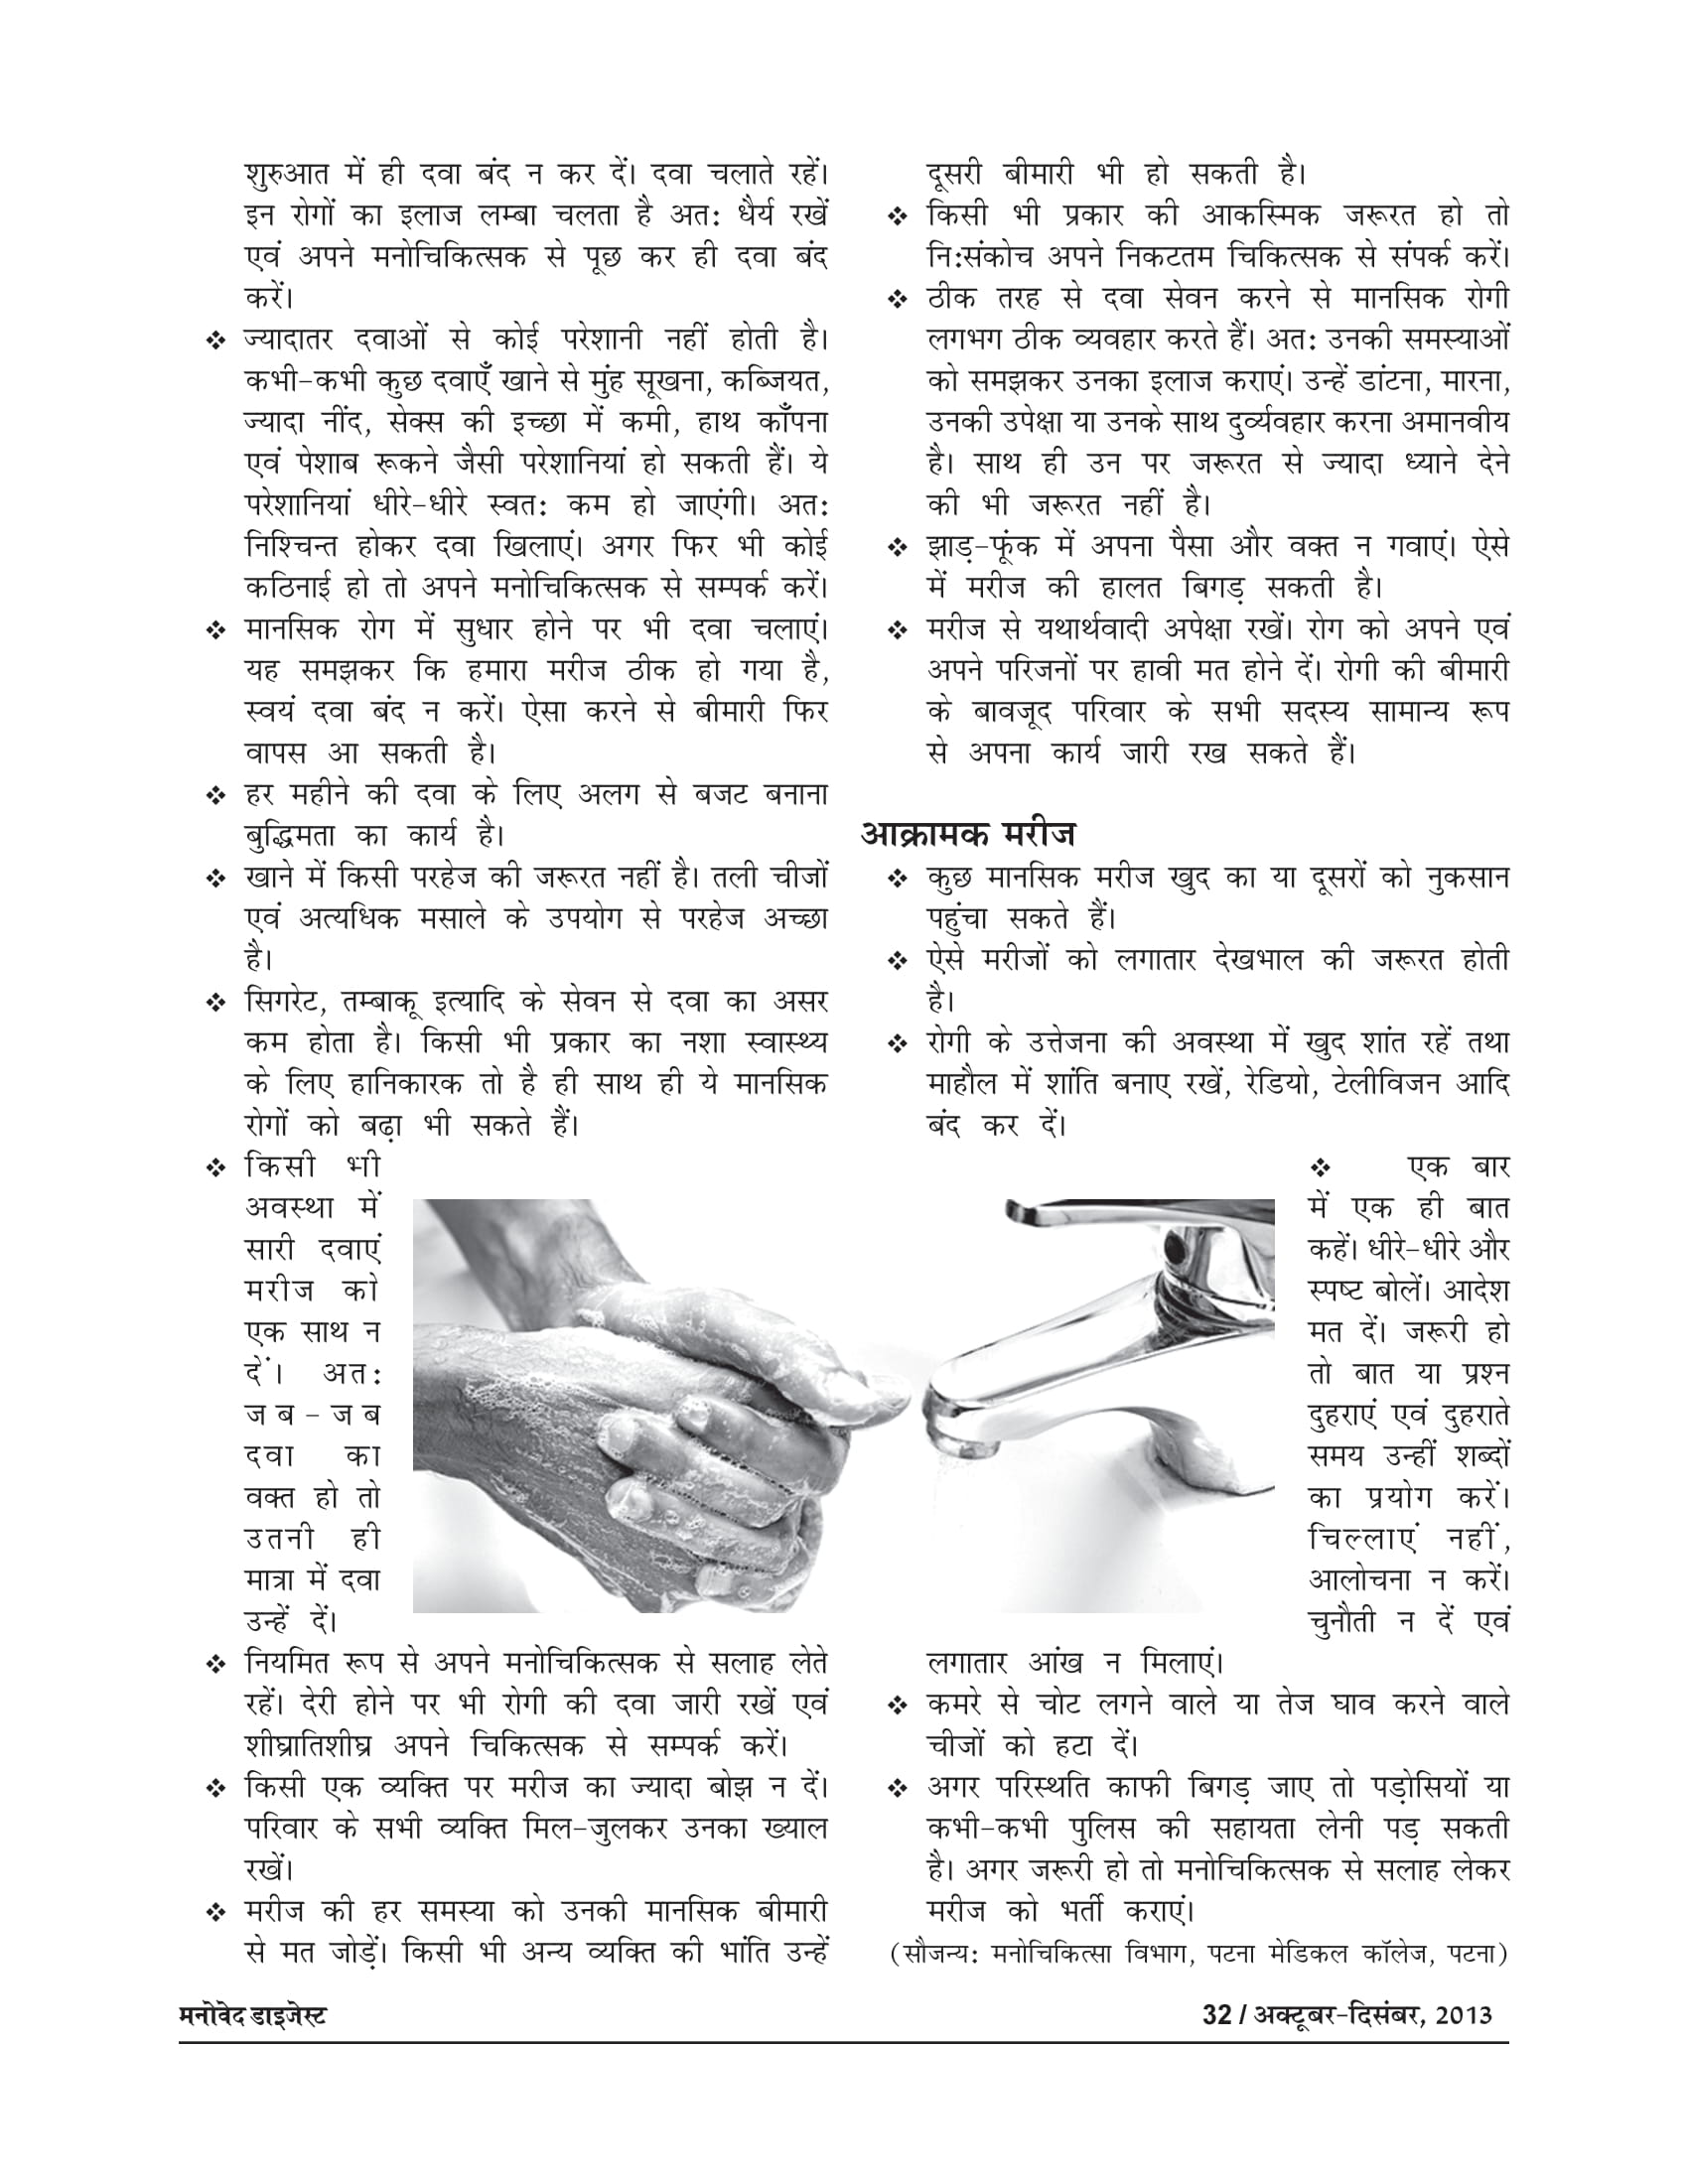 शुरुआत में ही दवा बंद न कर दें। दवा चलाते रहें।
इन रोगों का इलाज लम्बा चलता है अत: धैर्य रखें
एवं अपने मनोचिकित्सक से पूछ कर ही दवा बंद
करें।
❖ ज्यादातर दवाओं से कोई परेशानी नहीं होती है।
कभी-कभी कुछ दवाएँ खाने से मुंह सूखना, कब्जियत,
ज्यादा नींद, सेक्स की इच्छा में कमी, हाथ काँपना
एवं पेशाब रूकने जैसी परेशानियां हो सकती हैं। ये
परेशानियां धीरे-धीरे स्वत: कम हो जाएंगी। अत:
निश्चिन्त होकर दवा खिलाएं। अगर फिर भी कोई
कठिनाई हो तो अपने मनोचिकित्सक से सम्पर्क करें।
❖ मानसिक रोग में सुधार होने पर भी दवा चलाएं।
यह समझकर कि हमारा मरीज ठीक हो गया है,
स्वयं दवा बंद न करें। ऐसा करने से बीमारी फिर
वापस आ सकती है।
❖ हर महीने की दवा के लिए अलग से बजट बनाना
बुद्धिमता का कार्य है।
❖ खाने में किसी परहेज की जरूरत नहीं है। तली चीजों
एवं अत्यधिक मसाले के उपयोग से परहेज अच्छा
है।
❖ सिगरेट, तम्बाकू इत्यादि के सेवन से दवा का असर
कम होता है। किसी भी प्रकार का नशा स्वास्थ्य
के लिए हानिकारक तो है ही साथ ही ये मानसिक
रोगों को बढ़ा भी सकते हैं।
❖ किसी भी
अवस्था में
सारी दवाएं
मरीज को
एक साथ न
दें। अत:
जब-जब
दवा का
वक्त हो तो
उतनी ही
मात्रा में दवा
उन्हें दें।
❖ नियमित रूप से अपने मनोचिकित्सक से सलाह लेते
रहें। देरी होने पर भी रोगी की दवा जारी रखें एवं
शीघ्रातिशीघ्र अपने चिकित्सक से सम्पर्क करें।
❖ किसी एक व्यक्ति पर मरीज का ज्यादा बोझ न दें।
परिवार के सभी व्यक्ति मिल-जुलकर उनका ख्याल
रखें।
❖ मरीज की हर समस्या को उनकी मानसिक बीमारी
से मत जोड़ें। किसी भी अन्य व्यक्ति की भांति उन्हें
दूसरी बीमारी भी हो सकती है।
❖ किसी भी प्रकार की आकस्मिक जरूरत हो तो
नि:संकोच अपने निकटतम चिकित्सक से संपर्क करें।
❖ ठीक तरह से दवा सेवन करने से मानसिक रोगी
लगभग ठीक व्यवहार करते हैं। अत: उनकी समस्याओं
को समझकर उनका इलाज कराएं। उन्हें डांटना, मारना,
उनकी उपेक्षा या उनके साथ दुर्व्यवहार करना अमानवीय
है। साथ ही उन पर जरूरत से ज्यादा ध्याने देने
की भी जरूरत नहीं है।
❖ झाड़-फूंक में अपना पैसा और वक्त न गवाएं। ऐसे
में मरीज की हालत बिगड़ सकती है।
❖ मरीज से यथार्थवादी अपेक्षा रखें। रोग को अपने एवं
अपने परिजनों पर हावी मत होने दें। रोगी की बीमारी
के बावजूद परिवार के सभी सदस्य सामान्य रूप
से अपना कार्य जारी रख सकते हैं।
आक्रामक मरीज
❖ कुछ मानसिक मरीज खुद का या दूसरों को नुकसान
पहुंचा सकते हैं।
❖ ऐसे मरीजों को लगातार देखभाल की जरूरत होती
है।
❖ रोगी के उत्तेजना की अवस्था में खुद शांत रहें तथा
माहौल में शांति बनाए रखें, रेडियो, टेलीविजन आदि
बंद कर दें।
❖ एक बार
में एक ही बात
कहें। धीरे-धीरे और
स्पष्ट बोलें। आदेश
मत दें। जरूरी हो
तो बात या प्रश्न
दुहराएं एवं दुहराते
समय उन्हीं शब्दों
का प्रयोग करें।
चिल्लाएं नहीं,
आलोचना न करें।
चुनौती न दें एवं
लगातार आंख न मिलाएं।
❖ कमरे से चोट लगने वाले या तेज घाव करने वाले
चीजों को हटा दें।
❖ अगर परिस्थति काफी बिगड़ जाए तो पड़ोसियों या
कभी-कभी पुलिस की सहायता लेनी पड़ सकती
है। अगर जरूरी हो तो मनोचिकित्सक से सलाह लेकर
मरीज को भर्ती कराएं।
(सौजन्य: मनोचिकित्सा विभाग, पटना मेडिकल कॉलेज, पटना)
मनोवेद डाइजेस्ट
32 / अक्टूबर-दिसंबर, 2013